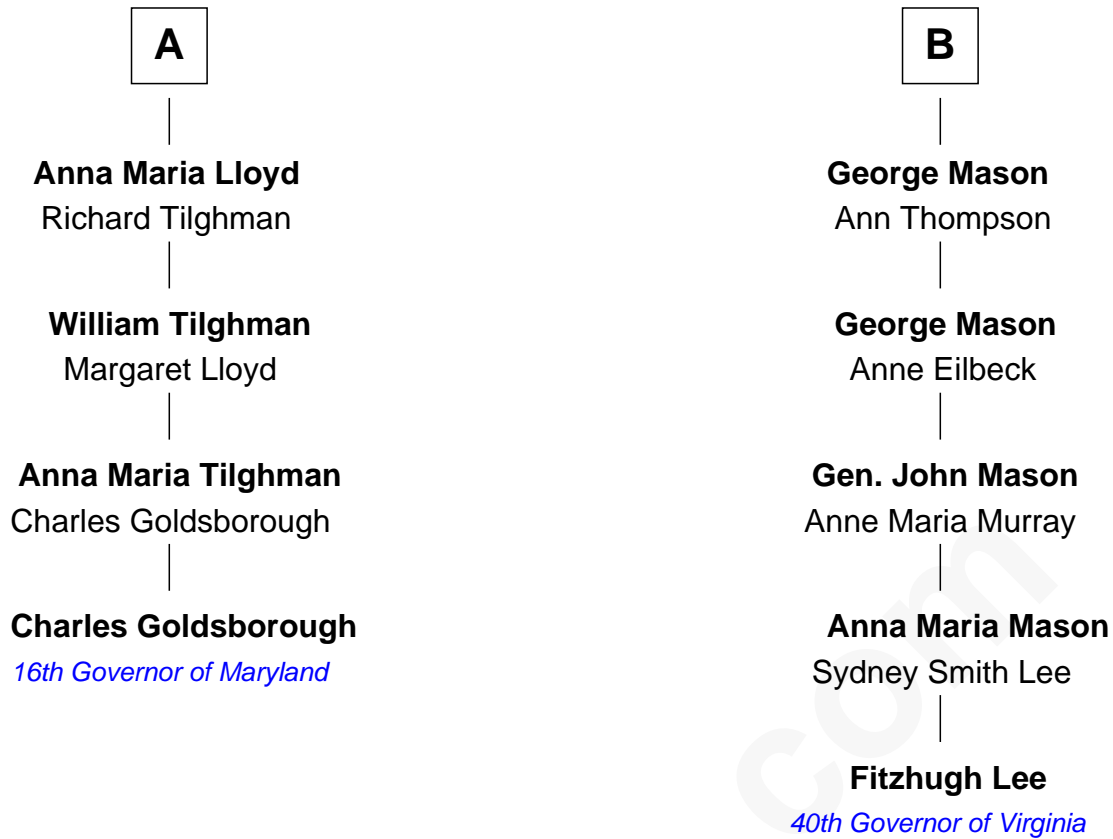 A
Anna Maria Lloyd
Richard Tilghman
William Tilghman
Margaret Lloyd
Anna Maria Tilghman
Charles Goldsborough
Charles Goldsborough
16th Governor of Maryland
B
George Mason
Ann Thompson
George Mason
Anne Eilbeck
Gen. John Mason
Anne Maria Murray
Anna Maria Mason
Sydney Smith Lee
Fitzhugh Lee
40th Governor of Virginia
com